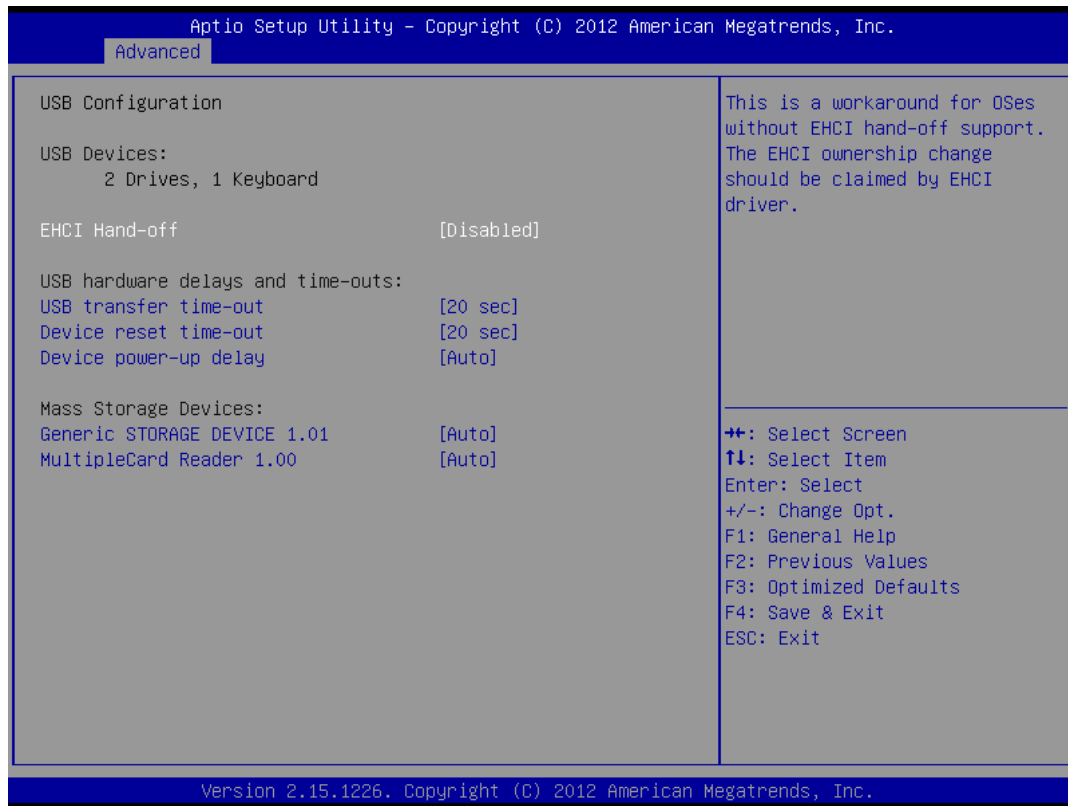 Aptio Setup Utility – Copyright (C) 2012 American Megatrends, Inc.
Advanced
USB Configuration
USB Devices:
2 Drives, 1 Keyboard
EHCI Hand-off [Disabled]
USB hardware delays and time-outs:
USB transfer time-out [20 sec]
Device reset time-out [20 sec]
Device power-up delay [Auto]
Mass Storage Devices:
Generic STORAGE DEVICE 1.01 [Auto]
MultipleCard Reader 1.00 [Auto]
This is a workaround for OSes
without EHCI hand-off support.
The EHCI ownership change
should be claimed by EHCI
driver.
→←: Select Screen
↑↓: Select Item
Enter: Select
+/-: Change Opt.
F1: General Help
F2: Previous Values
F3: Optimized Defaults
F4: Save & Exit
ESC: Exit
Version 2.15.1226. Copyright (C) 2012 American Megatrends, Inc.